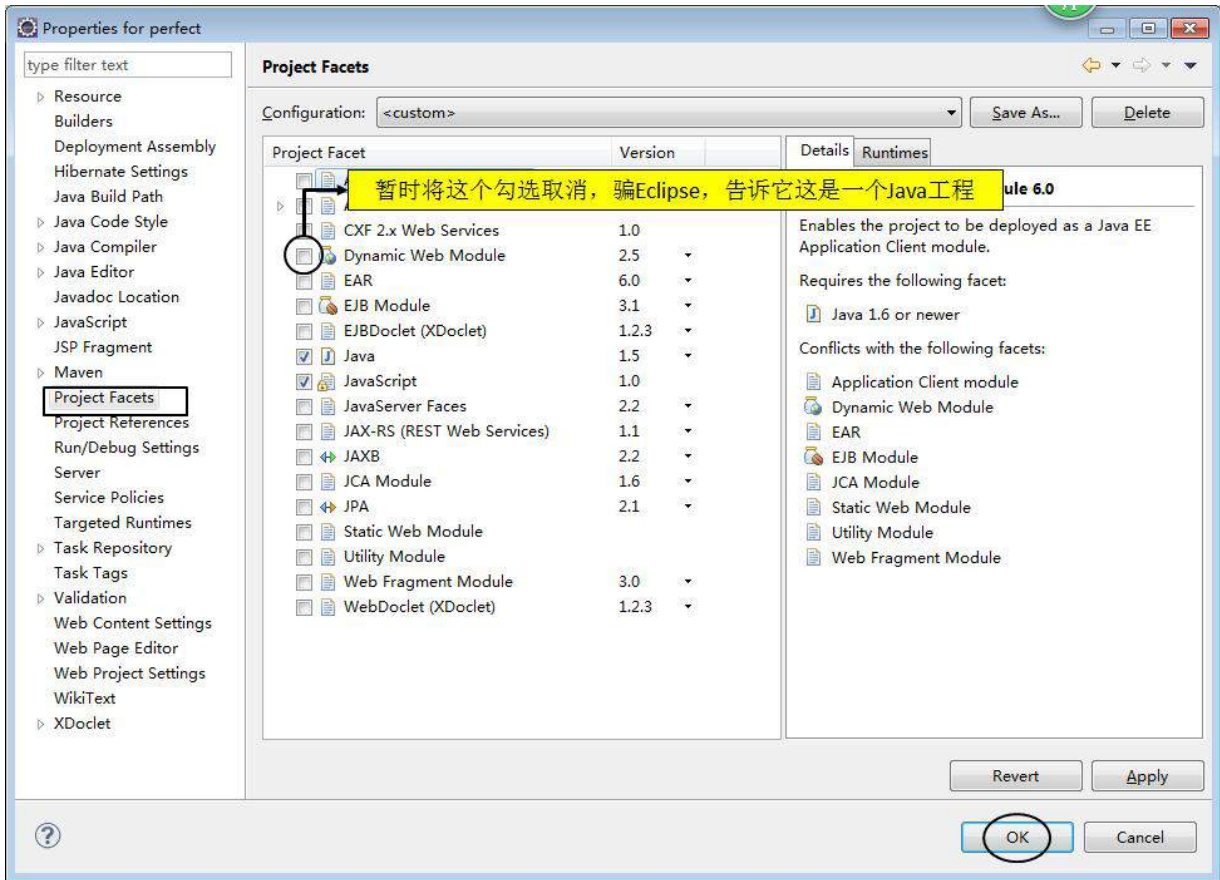 Properties for perfect
type filter text
Resource
Builders
Deployment Assembly
Hibernate Settings
Java Build Path
Java Code Style
Java Compiler
Java Editor
Javadoc Location
JavaScript
JSP Fragment
Maven
Project Facets
Project References
Run/Debug Settings
Server
Service Policies
Targeted Runtimes
Task Repository
Task Tags
Validation
Web Content Settings
Web Page Editor
Web Project Settings
WikiText
XDoclet
Project Facets
Configuration: <custom> Save As... Delete
Project Facet Version
暂时将这个勾选取消，骗Eclipse，告诉它这是一个Java工程
CXF 2.x Web Services 1.0
Dynamic Web Module 2.5
EAR 6.0
EJB Module 3.1
EJBDoclet (XDoclet) 1.2.3
Java 1.5
JavaScript 1.0
JavaServer Faces 2.2
JAX-RS (REST Web Services) 1.1
JAXB 2.2
JCA Module 1.6
JPA 2.1
Static Web Module
Utility Module
Web Fragment Module 3.0
WebDoclet (XDoclet) 1.2.3
Details Runtimes
6.0
Enables the project to be deployed as a Java EE
Application Client module.
Requires the following facet:
Java 1.6 or newer
Conflicts with the following facets:
Application Client module
Dynamic Web Module
EAR
EJB Module
JCA Module
Static Web Module
Utility Module
Web Fragment Module
Revert Apply
OK Cancel